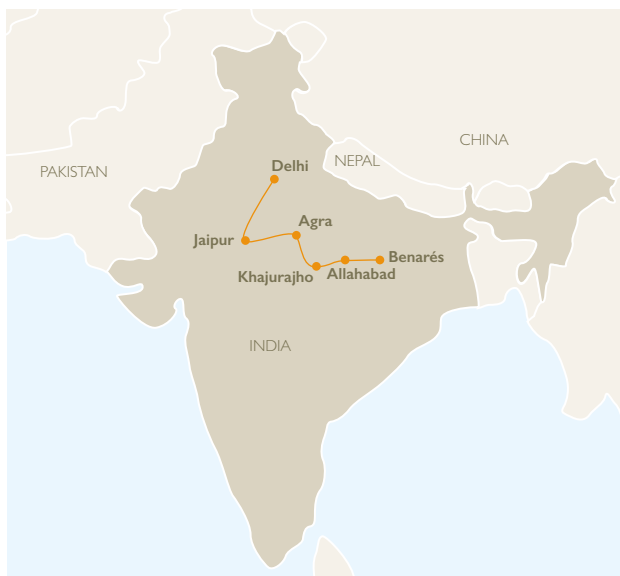 CHINA
NEPAL
PAKISTAN
Delhi
Agra
Jaipur
Benarés
Khajurajho
Allahabad
INDIA